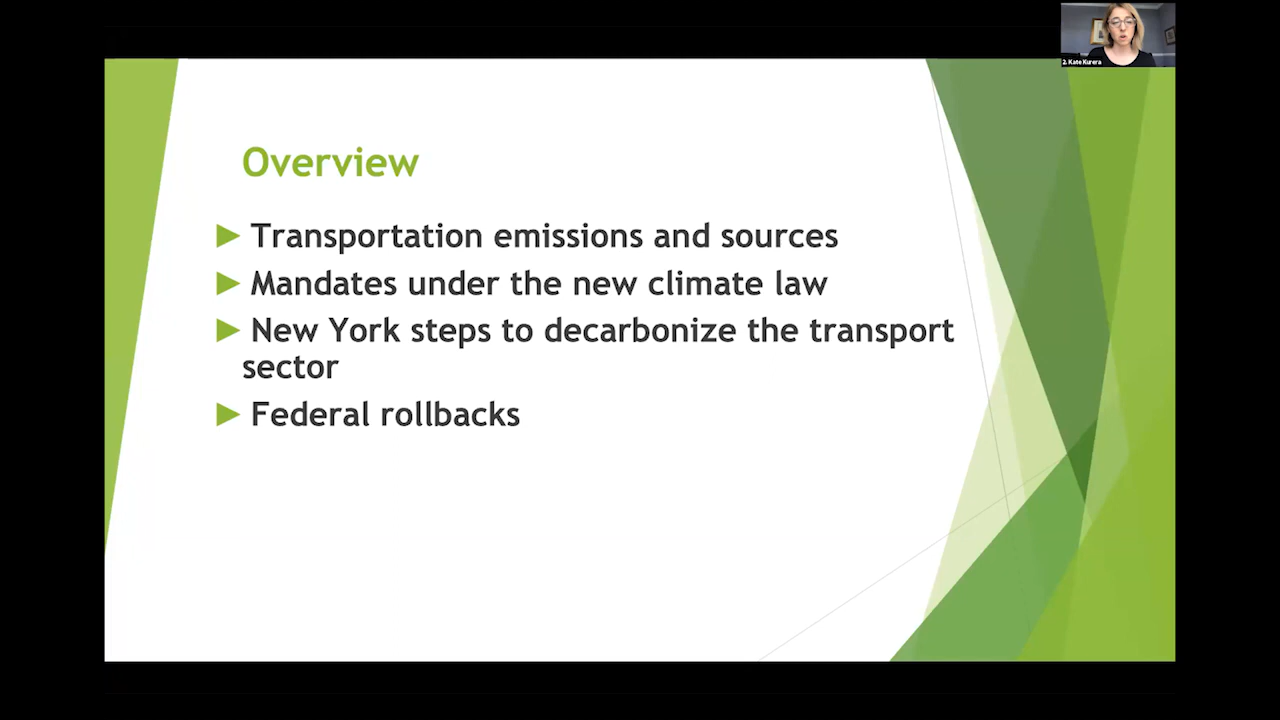 2. Kate Kurera
Overview
Transportation emissions and sources
Mandates under the new climate law
New York steps to decarbonize the transport
sector
Federal rollbacks